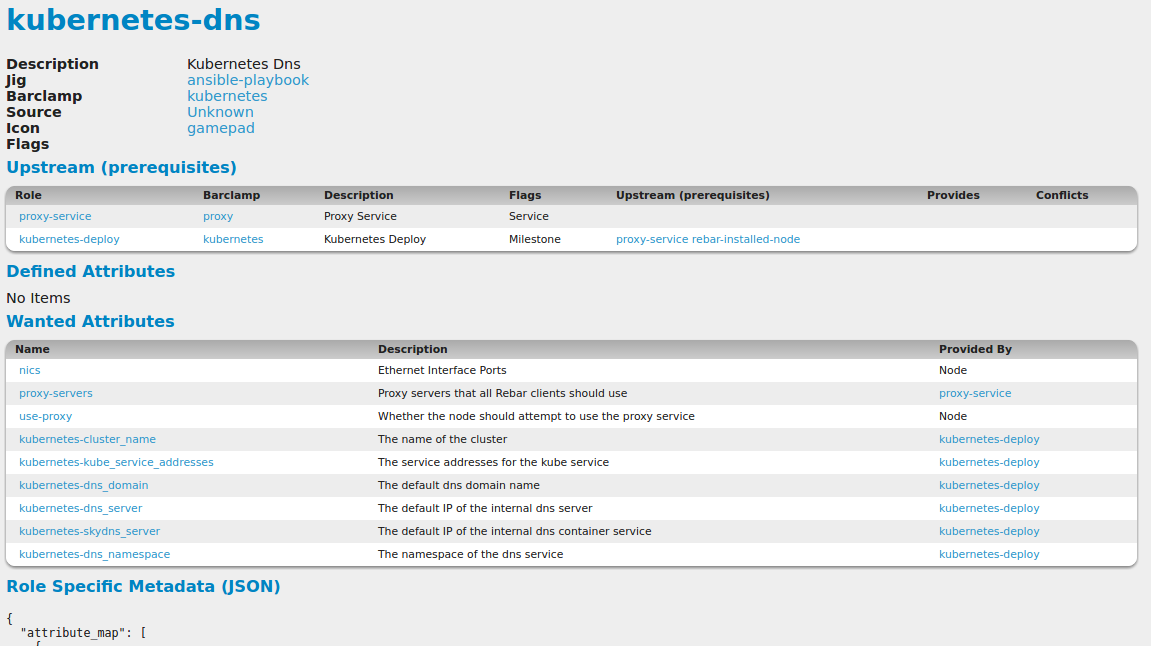 kubernetes-dns
Description Kubernetes Dns
Jig ansible-playbook
Barclamp kubernetes
Source Unknown
Icon gamepad
Flags
Upstream (prerequisites)
Role Barclamp Description Flags Upstream (prerequisites) Provides Conflicts
proxy-service proxy Proxy Service Service
kubernetes-deploy kubernetes Kubernetes Deploy Milestone proxy-service rebar-installed-node
Defined Attributes
No Items
Wanted Attributes
Name Description Provided By
nics Ethernet Interface Ports Node
proxy-servers Proxy servers that all Rebar clients should use proxy-service
use-proxy Whether the node should attempt to use the proxy service Node
kubernetes-cluster_name The name of the cluster kubernetes-deploy
kubernetes-kube_service_addresses The service addresses for the kube service kubernetes-deploy
kubernetes-dns_domain The default dns domain name kubernetes-deploy
kubernetes-dns_server The default IP of the internal dns server kubernetes-deploy
kubernetes-skydns_server The default IP of the internal dns container service kubernetes-deploy
kubernetes-dns_namespace The namespace of the dns service kubernetes-deploy
Role Specific Metadata (JSON)
{
"attribute_map": [
{